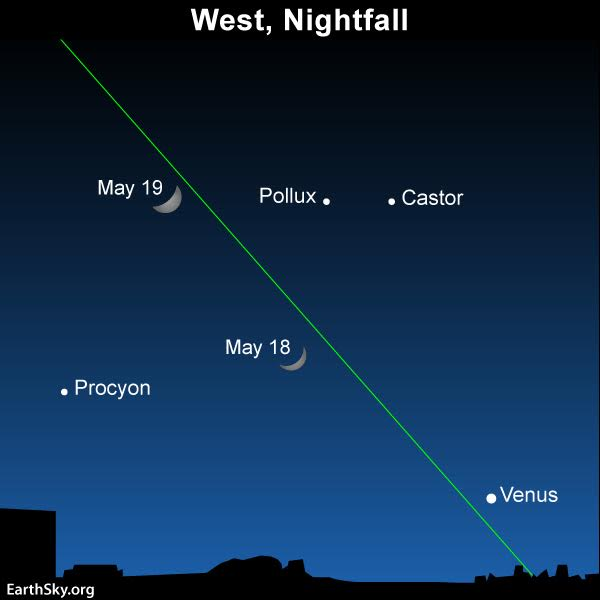 West, Nightfall
May 19
Pollux
Castor
May 18
Procyon
Venus
EarthSky.org